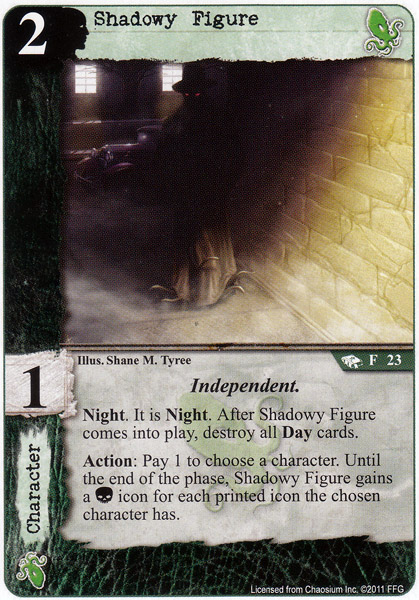 2
Shadowy Figure
Illus. Shane M. Tyree
F 23
1
Independent.
Night. It is Night. After Shadowy Figure
comes into play, destroy all Day cards.
Action: Pay 1 to choose a character. Until
the end of the phase, Shadowy Figure gains
a icon for each printed icon the chosen
character has.
Character
Licensed from Chaosium Inc. ©2011 FFG